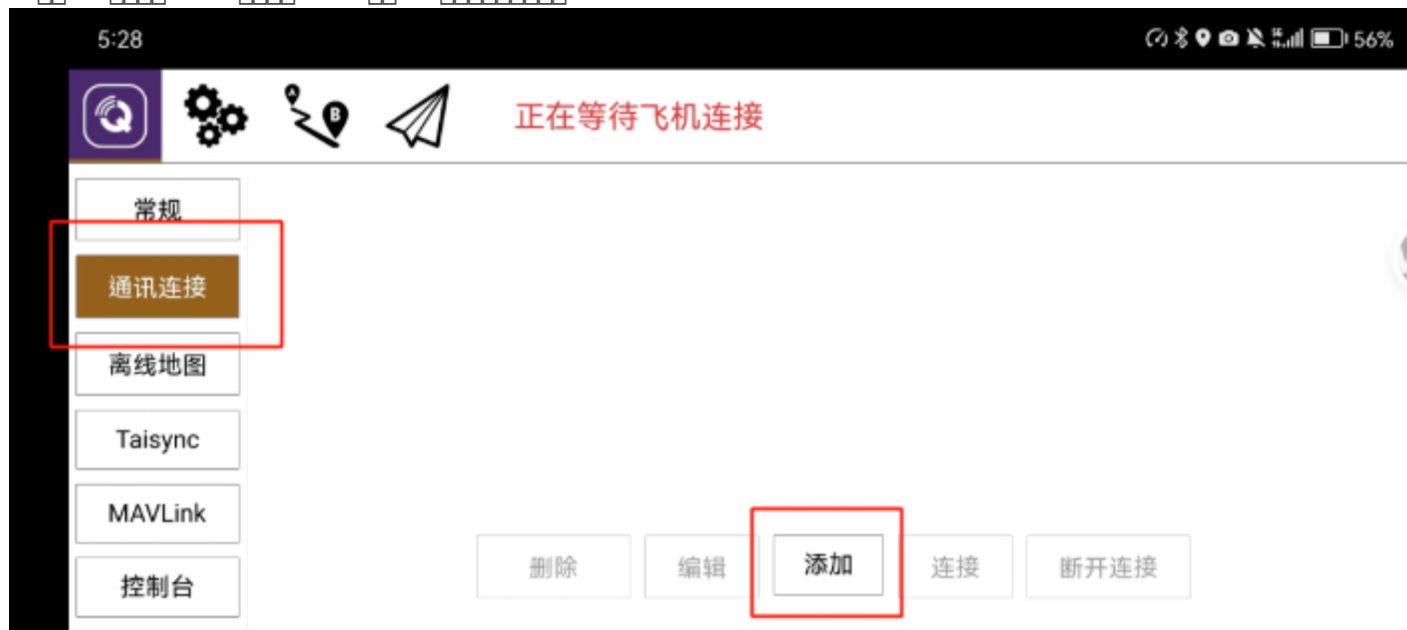 5:28
56%
正在等待飞机连接
常规
通讯连接
离线地图
Taisync
MAVLink
控制台
删除 编辑 添加 连接 断开连接